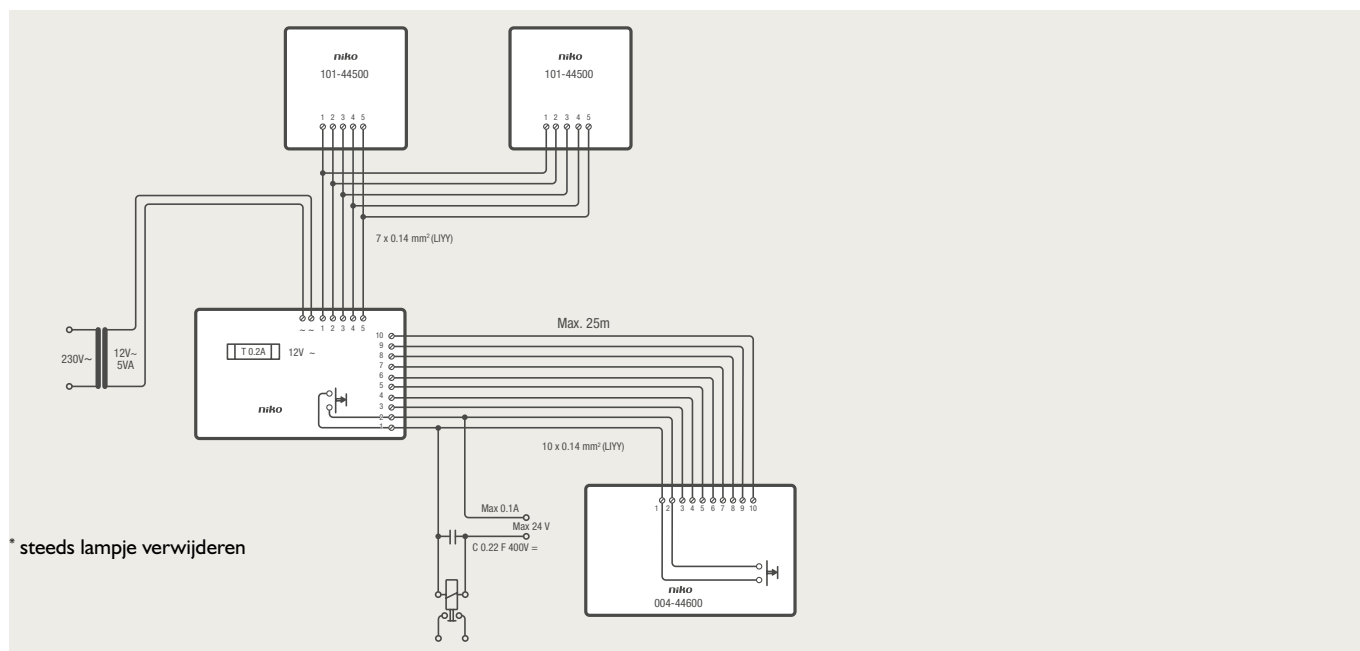 niko
101-44500
1 2 3 4 5
niko
101-44500
1 2 3 4 5
7 x 0.14 mm² (LIYY)
230V~
12V~
5VA
~ ~ 1 2 3 4 5
T 0.2A
12V ~
niko
10
9
8
7
6
5
4
3
2
1
Max. 25m
10 x 0.14 mm² (LIYY)
Max 0.1A
Max 24 V
C 0.22 F 400V =
1 2 3 4 5 6 7 8 9 10
niko
004-44600
* steeds lampje verwijderen